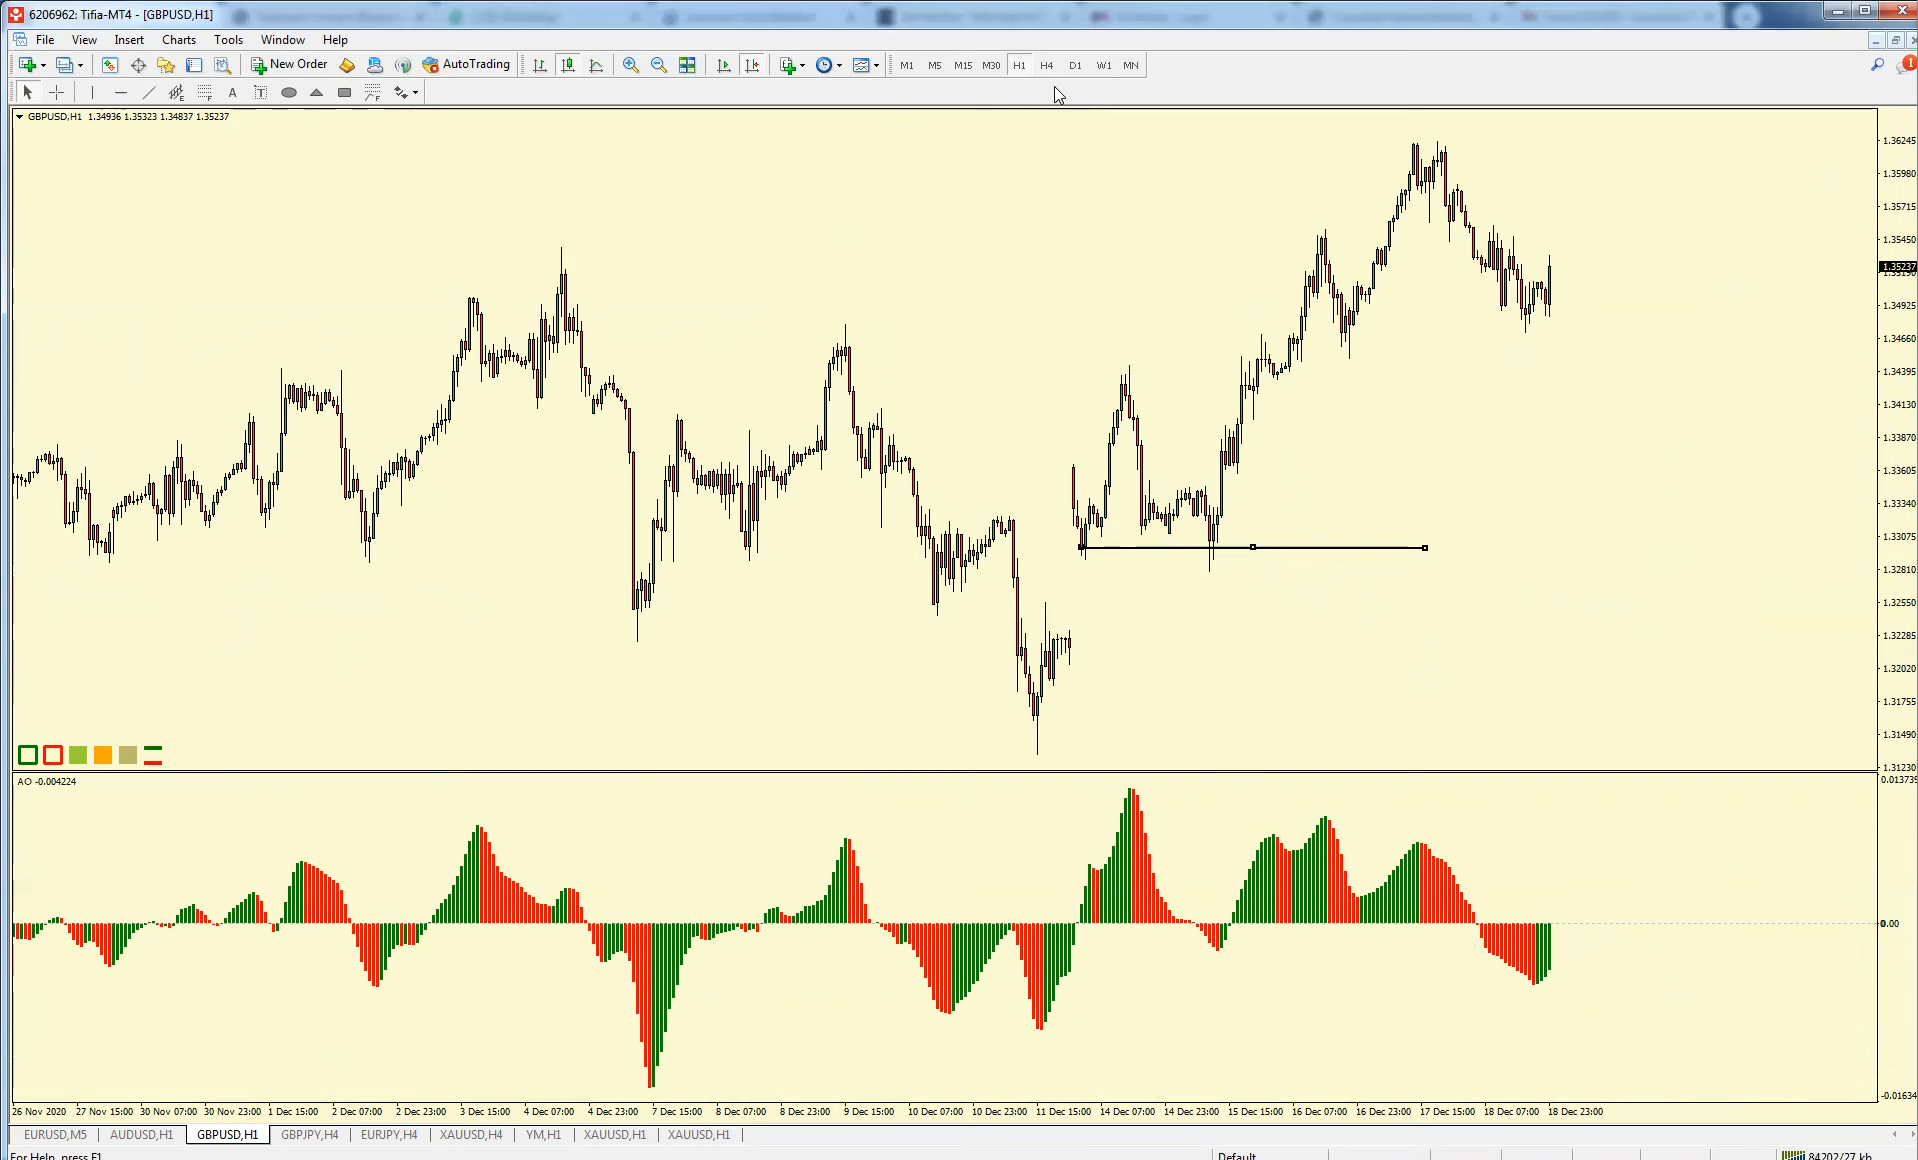 6206962: Tifia-MT4 - [GBPUSD,H1]
File View Insert Charts Tools Window Help
New Order AutoTrading M1 M5 M15 M30 H1 H4 D1 W1 MN 1
A T F
GBPUSD,H1 1.34936 1.35323 1.34837 1.35237
1.36245
1.35980
1.35715
1.35450
1.35237
1.35190
1.34925
1.34660
1.34395
1.34130
1.33870
1.33605
1.33340
1.33075
1.32810
1.32550
1.32285
1.32020
1.31755
1.31490
1.31230
AO -0.004224
0.013739
0.00
-0.01634
26 Nov 2020 27 Nov 15:00 30 Nov 07:00 30 Nov 23:00 1 Dec 15:00 2 Dec 07:00 2 Dec 23:00 3 Dec 15:00 4 Dec 07:00 4 Dec 23:00 7 Dec 15:00 8 Dec 07:00 8 Dec 23:00 9 Dec 15:00 10 Dec 07:00 10 Dec 23:00 11 Dec 15:00 14 Dec 07:00 14 Dec 23:00 15 Dec 15:00 16 Dec 07:00 16 Dec 23:00 17 Dec 15:00 18 Dec 07:00 18 Dec 23:00
EURUSD,M5 AUDUSD,H1 GBPUSD,H1 GBPJPY,H4 EURJPY,H4 XAUUSD,H4 YM,H1 XAUUSD,H1 XAUUSD,H1
For Help, press F1 Default 84202/27 kb